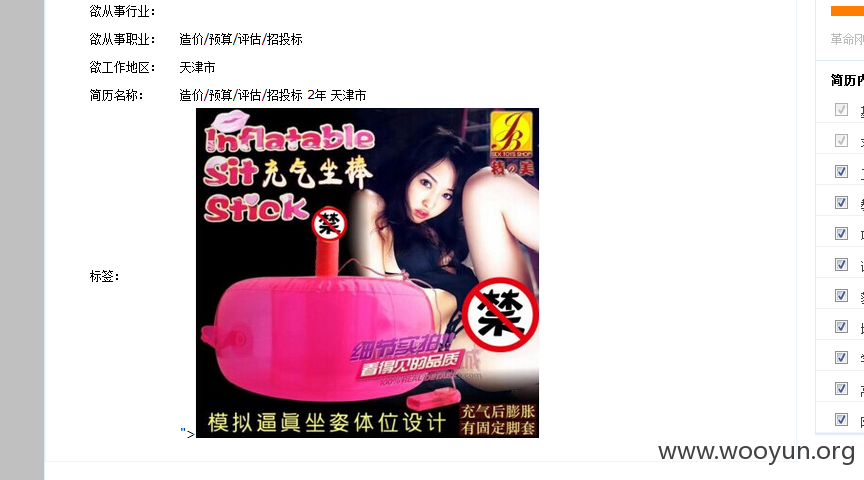 欲从事行业：
欲从事职业： 造价/预算/评估/招投标
欲工作地区： 天津市
简历名称： 造价/预算/评估/招投标 2年 天津市
Inflatable
Sit 充气坐棒
Stick
禁
JB
SEX TOYS SHOP
禁
细节实拍!!
看得见的品质
标签：
模拟逼真坐姿体位设计
充气后膨胀
有固定脚套
">
简历内
www.wooyun.org